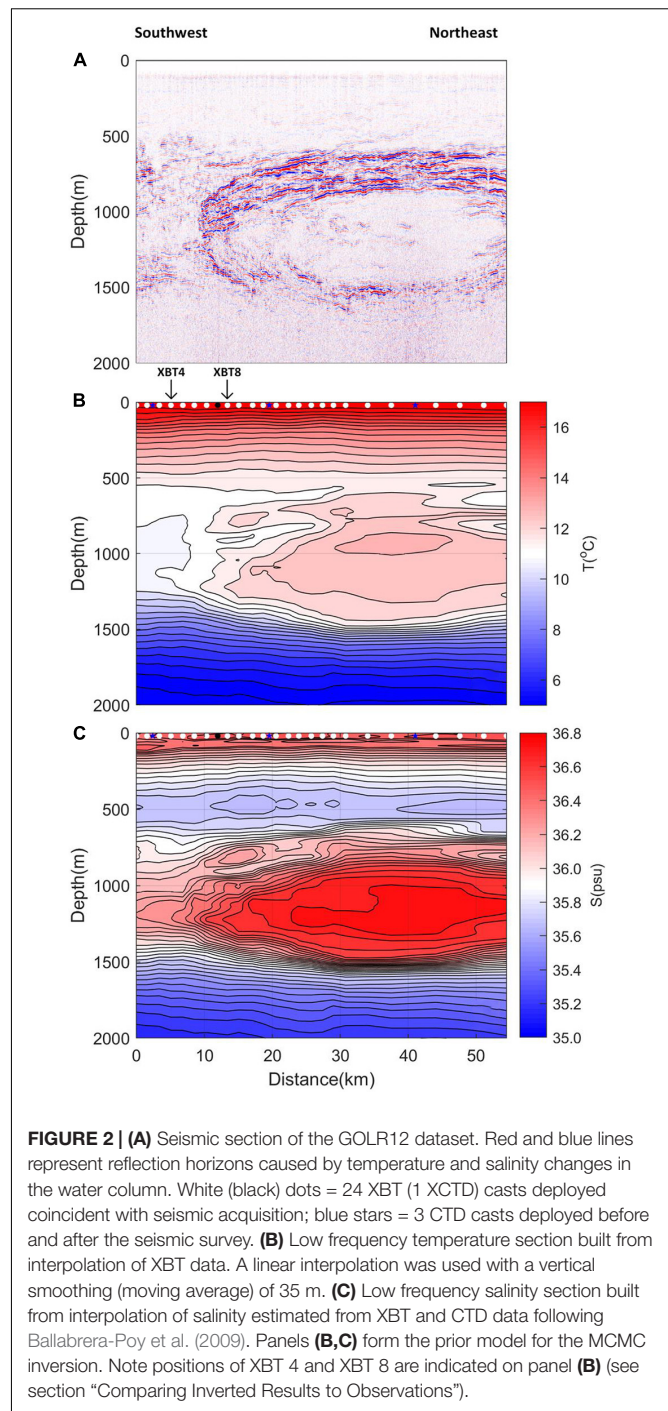 Southwest Northeast
A
0
500
1000
1500
2000
Depth(m)
XBT4 XBT8
B
0
500
1000
1500
2000
Depth(m)
16
14
12
10
8
6
T(°C)
C
0
500
1000
1500
2000
Depth(m)
36.8
36.6
36.4
36.2
36.0
35.8
35.6
35.4
35.2
35.0
S(psu)
0 10 20 30 40 50
Distance(km)
FIGURE 2 | (A) Seismic section of the GOLR12 dataset. Red and blue lines
represent reflection horizons caused by temperature and salinity changes in
the water column. White (black) dots = 24 XBT (1 XCTD) casts deployed
coincident with seismic acquisition; blue stars = 3 CTD casts deployed before
and after the seismic survey. (B) Low frequency temperature section built from
interpolation of XBT data. A linear interpolation was used with a vertical
smoothing (moving average) of 35 m. (C) Low frequency salinity section built
from interpolation of salinity estimated from XBT and CTD data following
Ballabrera-Poy et al. (2009). Panels (B,C) form the prior model for the MCMC
inversion. Note positions of XBT 4 and XBT 8 are indicated on panel (B) (see
section “Comparing Inverted Results to Observations”).